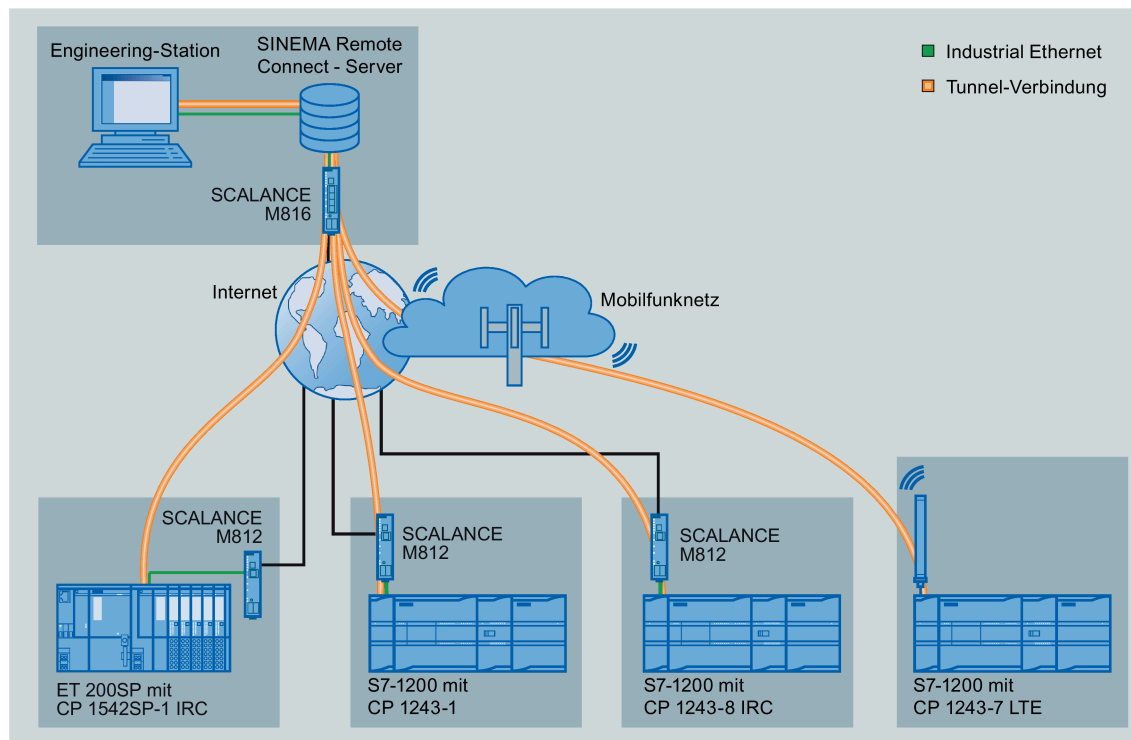 Engineering-Station
SINEMA Remote
Connect - Server
Industrial Ethernet
Tunnel-Verbindung
SCALANCE
M816
Internet
Mobilfunknetz
SCALANCE
M812
SCALANCE
M812
SCALANCE
M812
ET 200SP mit
CP 1542SP-1 IRC
S7-1200 mit
CP 1243-1
S7-1200 mit
CP 1243-8 IRC
S7-1200 mit
CP 1243-7 LTE